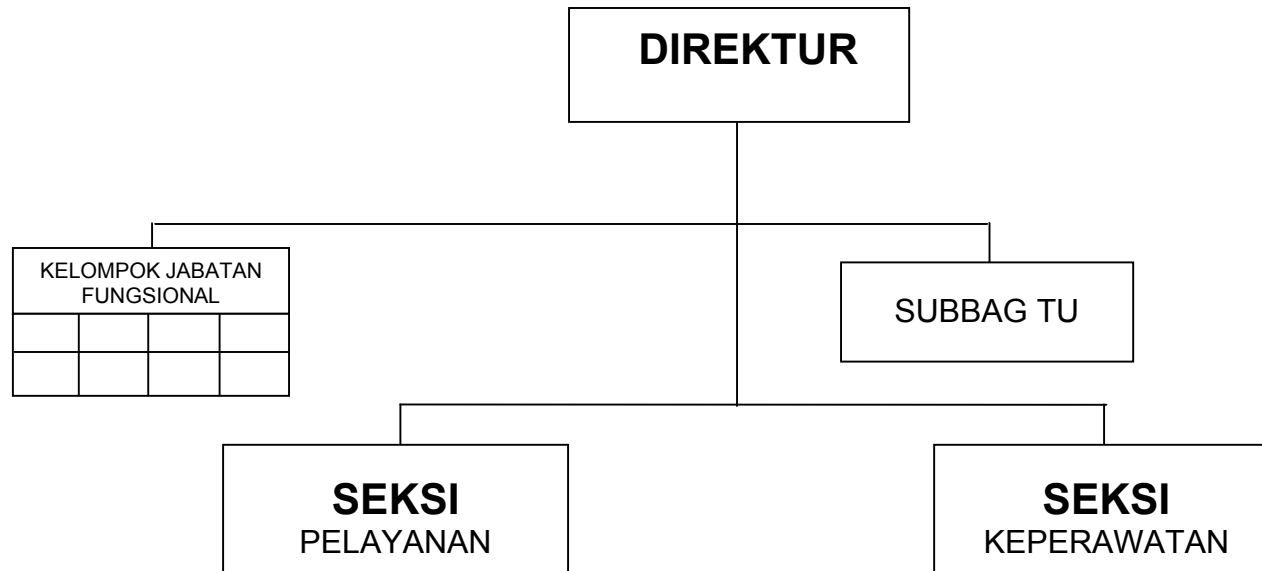 DIREKTUR
KELOMPOK JABATAN
FUNGSIONAL
SUBBAG TU
SEKSI
PELAYANAN
SEKSI
KEPERAWATAN